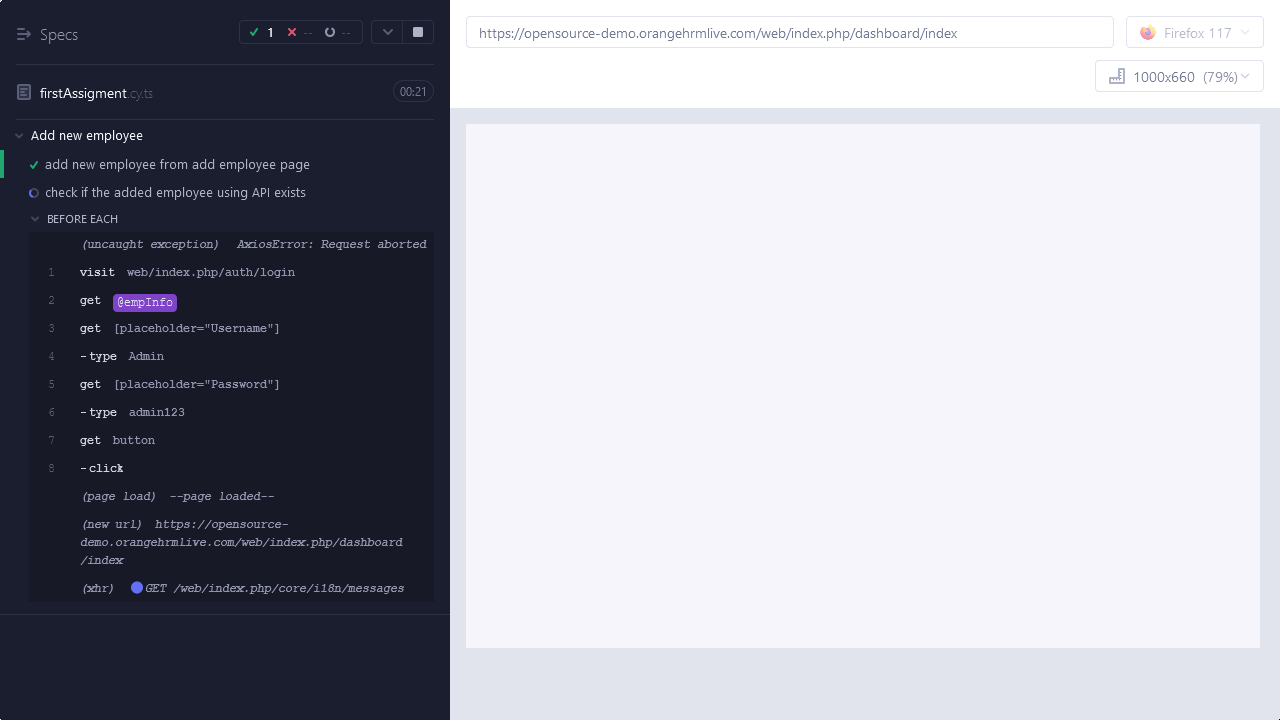 Specs
1
--
--
https://opensource-demo.orangehrmlive.com/web/index.php/dashboard/index
Firefox 117
1000x660 (79%)
firstAssigment.cy.ts
00:21
Add new employee
add new employee from add employee page
check if the added employee using API exists
BEFORE EACH
(uncaught exception) AxiosError: Request aborted
1 visit web/index.php/auth/login
2 get @empInfo
3 get [placeholder="Username"]
4 -type Admin
5 get [placeholder="Password"]
6 -type admin123
7 get button
8 -click
(page load) --page loaded--
(new url) https://opensource-
demo.orangehrmlive.com/web/index.php/dashboard
/index
(xhr) GET /web/index.php/core/i18n/messages